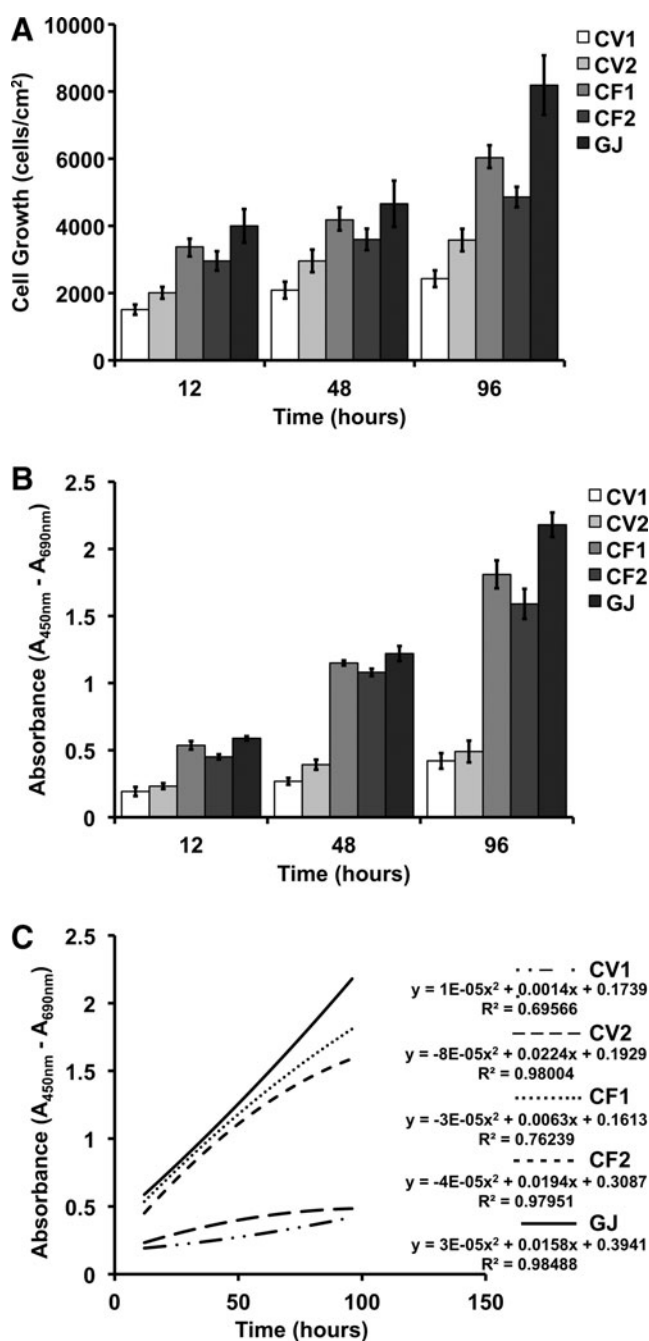 A
Cell Growth (cells/cm²)
10000
8000
6000
4000
2000
0
12
48
96
Time (hours)
CV1
CV2
CF1
CF2
GJ
B
Absorbance (A450nm - A690nm)
2.5
2
1.5
1
0.5
0
12
48
96
Time (hours)
CV1
CV2
CF1
CF2
GJ
C
Absorbance (A450nm - A690nm)
2.5
2
1.5
1
0.5
0
0
50
100
150
Time (hours)
CV1
y = 1E-05x² + 0.0014x + 0.1739
R² = 0.69566
CV2
y = -8E-05x² + 0.0224x + 0.1929
R² = 0.98004
CF1
y = -3E-05x² + 0.0063x + 0.1613
R² = 0.76239
CF2
y = -4E-05x² + 0.0194x + 0.3087
R² = 0.97951
GJ
y = 3E-05x² + 0.0158x + 0.3941
R² = 0.98488